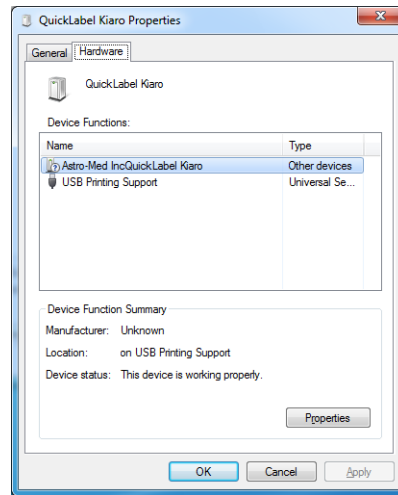 QuickLabel Kiaro Properties
General Hardware
QuickLabel Kiaro
Device Functions:
Name Type
Astro-Med IncQuickLabel Kiaro Other devices
USB Printing Support Universal Se...
Device Function Summary
Manufacturer: Unknown
Location: on USB Printing Support
Device status: This device is working properly.
Properties
OK Cancel Apply